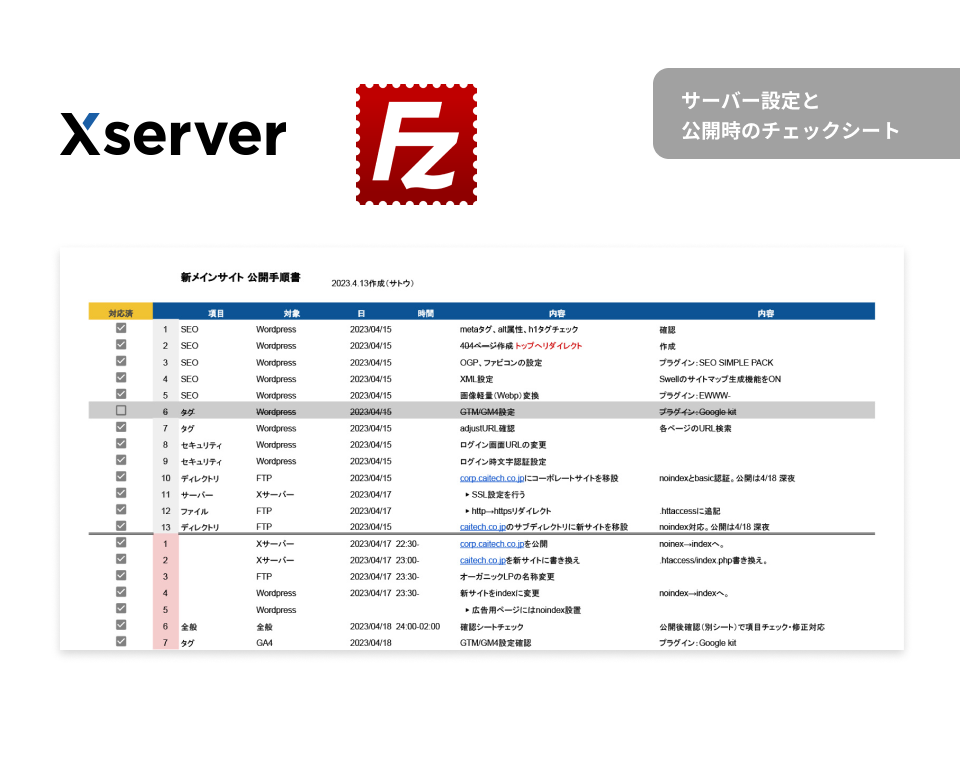 Xserver
Fz
サーバー設定と
公開時のチェックシート
新メインサイト 公開手順書 2023.4.13作成(サトウ)
対応済 項目 対象 日 時間 内容 内容
1 SEO Wordpress 2023/04/15 metaタグ、alt属性、h1タグチェック 確認
2 SEO Wordpress 2023/04/15 404ページ作成 トップへリダイレクト 作成
3 SEO Wordpress 2023/04/15 OGP、ファビコンの設定 プラグイン:SEO SIMPLE PACK
4 SEO Wordpress 2023/04/15 XML設定 Swellのサイトマップ生成機能をON
5 SEO Wordpress 2023/04/15 画像軽量(Webp)変換 プラグイン:EWWW-
6 タグ Wordpress 2023/04/15 GTM/GM4設定 プラグイン:Google kit
7 タグ Wordpress 2023/04/15 adjustURL確認 各ページのURL検索
8 セキュリティ Wordpress 2023/04/15 ログイン画面URLの変更
9 セキュリティ Wordpress 2023/04/15 ログイン時文字認証設定
10 ディレクトリ FTP 2023/04/15 corp.caitech.co.jpにコーポレートサイトを移設 noindexとbasic認証。公開は4/18 深夜
11 サーバー Xサーバー 2023/04/17 ▸SSL設定を行う
12 ファイル FTP 2023/04/17 ▸http→httpsリダイレクト .httaccessに追記
13 ディレクトリ FTP 2023/04/15 caitech.co.jpのサブディレクトリに新サイトを移設 noindex対応。公開は4/18 深夜
1 Xサーバー 2023/04/17 22:30- corp.caitech.co.jpを公開 noinex→indexへ。
2 Xサーバー 2023/04/17 23:00- caitech.co.jpを新サイトに書き換え .htaccess/index.php書き換え。
3 FTP 2023/04/17 23:30- オーガニックLPの名称変更
4 Wordpress 2023/04/17 23:30- 新サイトをindexに変更 noindex→indexへ。
5 Wordpress ▸広告用ページにはnoindex設置
6 全般 全般 2023/04/18 24:00-02:00 確認シートチェック 公開後確認(別シート)で項目チェック・修正対応
7 タグ GA4 2023/04/18 GTM/GM4設定確認 プラグイン:Google kit